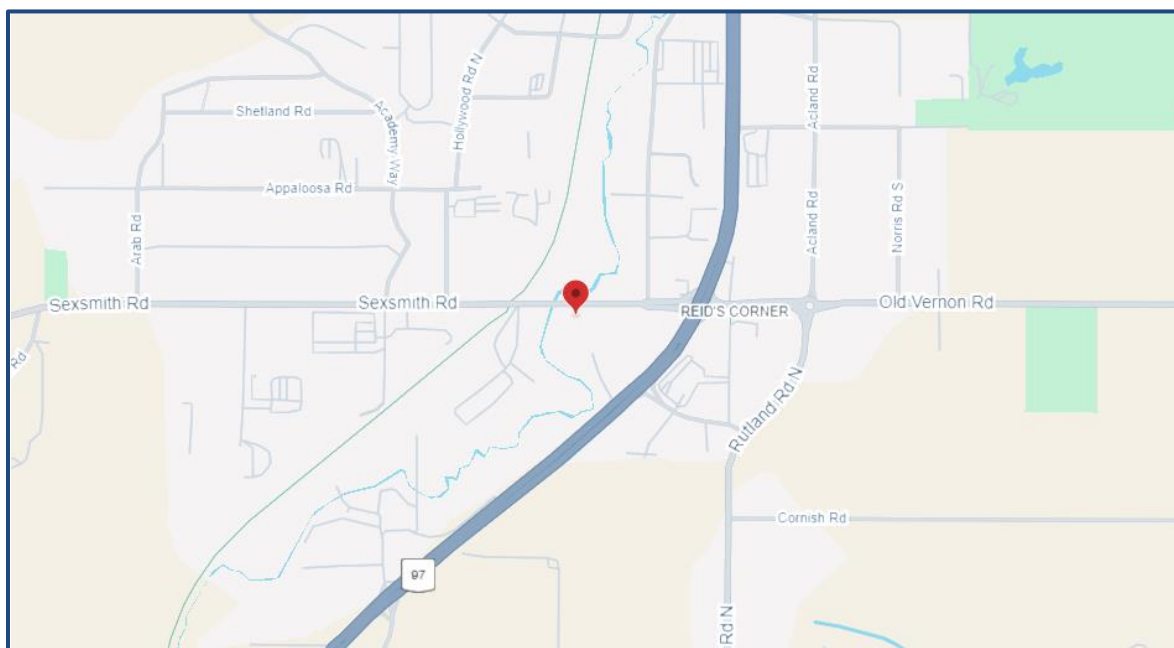 Acland Rd
Shetland Rd
Academy Way
Hollywood Rd N
Appaloosa Rd
Arab Rd
Acland Rd
Norris Rd S
Sexsmith Rd
Sexsmith Rd
REID'S CORNER
Old Vernon Rd
Rd
Rutland Rd N
Cornish Rd
97
Rd N